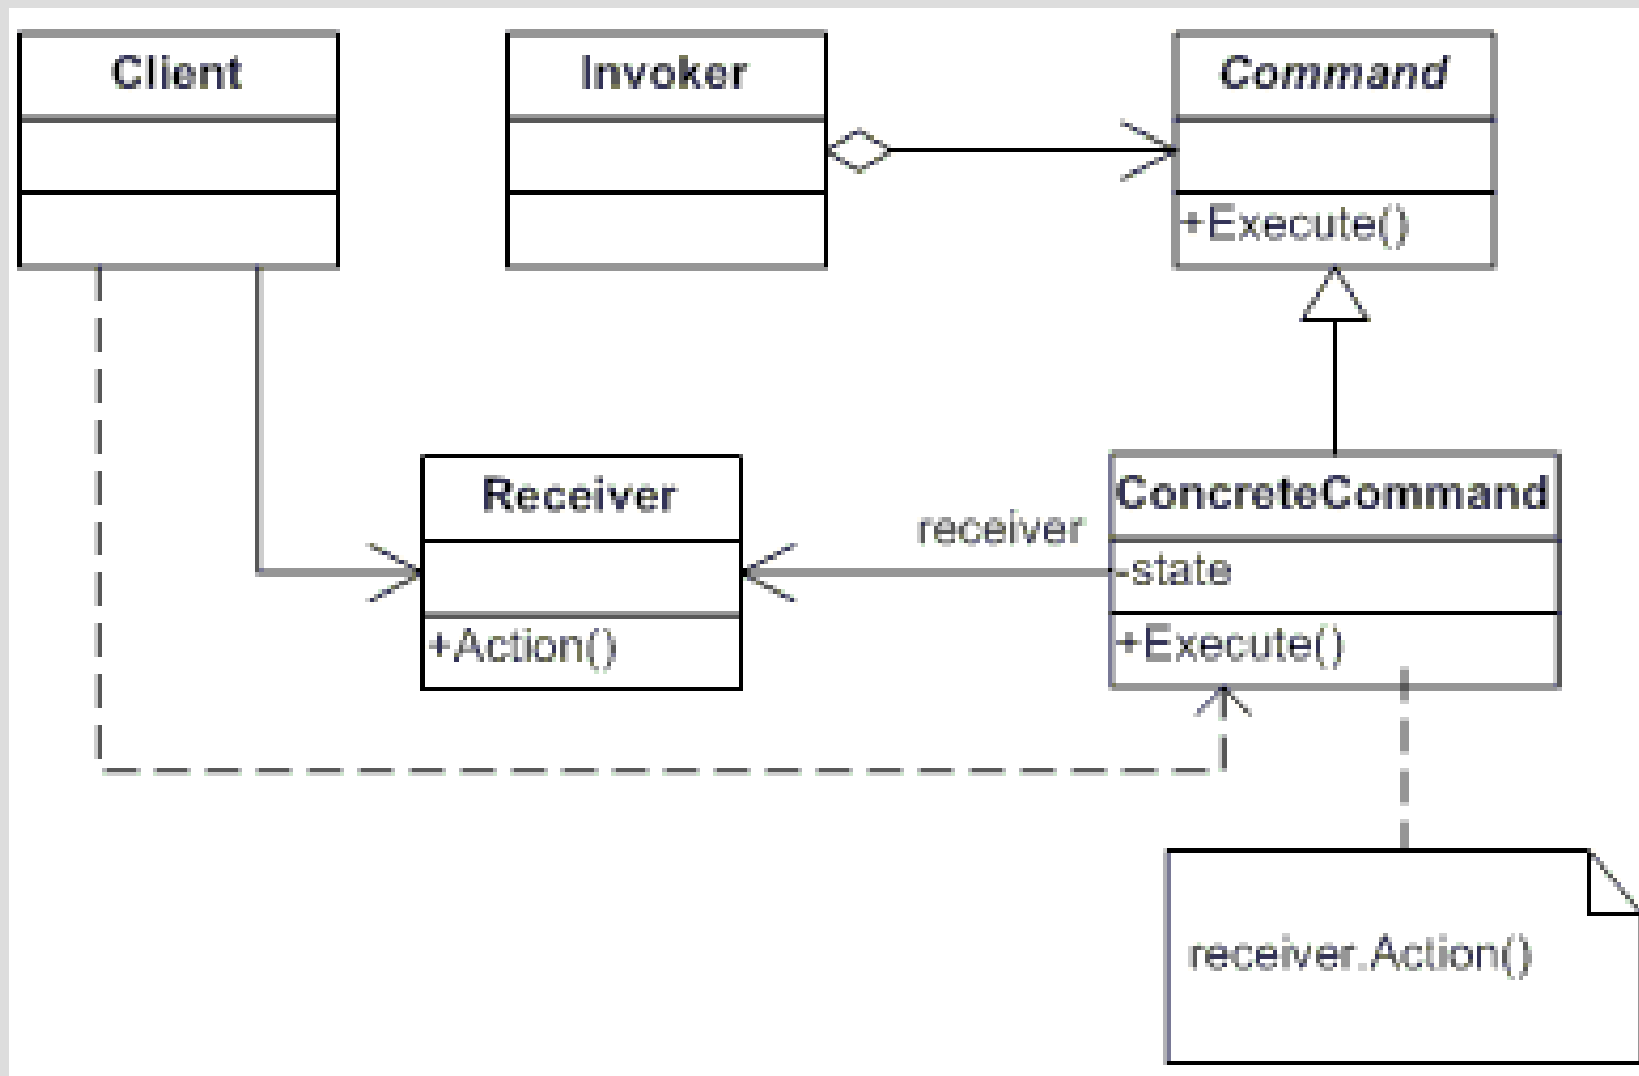 Client
Invoker
Command
+Execute()
Receiver
+Action()
receiver
ConcreteCommand
-state
+Execute()
receiver.Action()